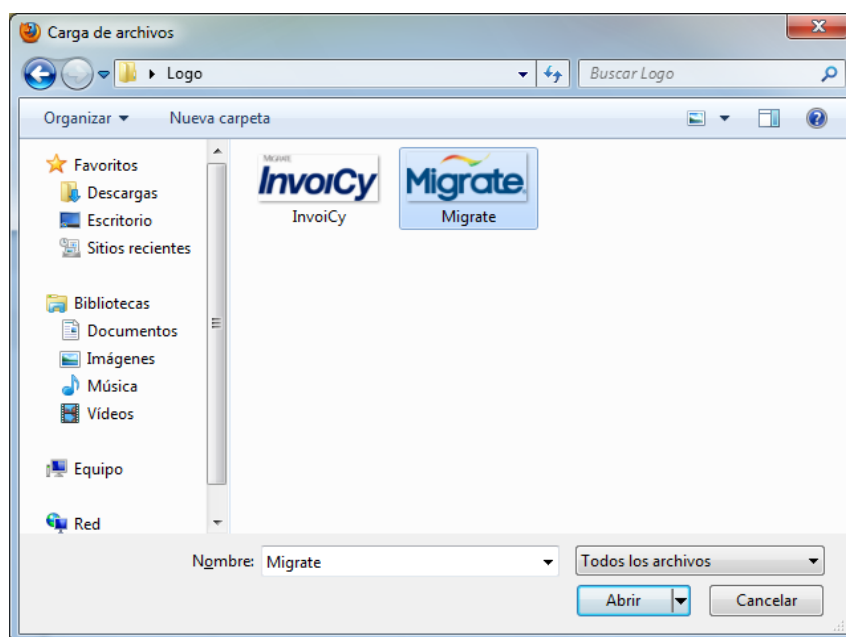 Carga de archivos
Logo
Buscar Logo
Organizar
Nueva carpeta
Favoritos
Descargas
Escritorio
Sitios recientes
Bibliotecas
Documentos
Imágenes
Música
Vídeos
Equipo
Red
MIGRATE
InvoiCy
Migrate
InvoiCy
Migrate
Nombre: Migrate
Todos los archivos
Abrir
Cancelar